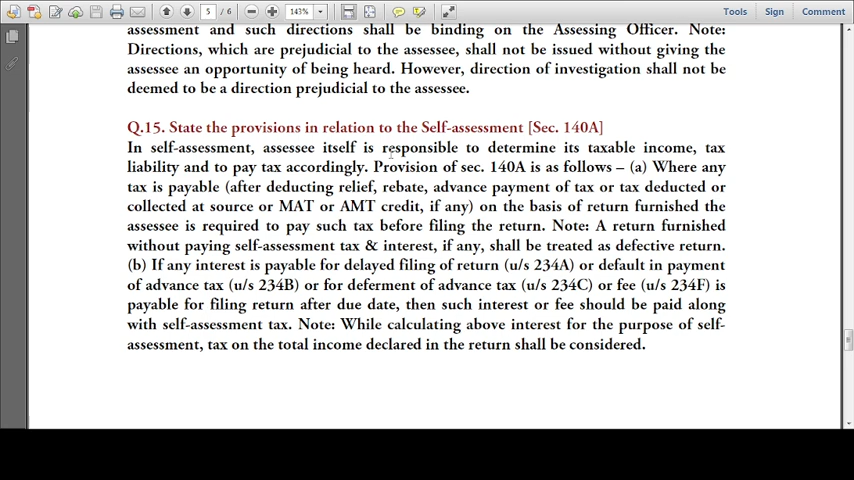 5 / 6
143%
Tools
Sign
Comment
assessment and such directions shall be binding on the Assessing Officer. Note:
Directions, which are prejudicial to the assessee, shall not be issued without giving the
assessee an opportunity of being heard. However, direction of investigation shall not be
deemed to be a direction prejudicial to the assessee.
Q.15. State the provisions in relation to the Self-assessment [Sec. 140A]
In self-assessment, assessee itself is responsible to determine its taxable income, tax
liability and to pay tax accordingly. Provision of sec. 140A is as follows – (a) Where any
tax is payable (after deducting relief, rebate, advance payment of tax or tax deducted or
collected at source or MAT or AMT credit, if any) on the basis of return furnished the
assessee is required to pay such tax before filing the return. Note: A return furnished
without paying self-assessment tax & interest, if any, shall be treated as defective return.
(b) If any interest is payable for delayed filing of return (u/s 234A) or default in payment
of advance tax (u/s 234B) or for deferment of advance tax (u/s 234C) or fee (u/s 234F) is
payable for filing return after due date, then such interest or fee should be paid along
with self-assessment tax. Note: While calculating above interest for the purpose of self-
assessment, tax on the total income declared in the return shall be considered.